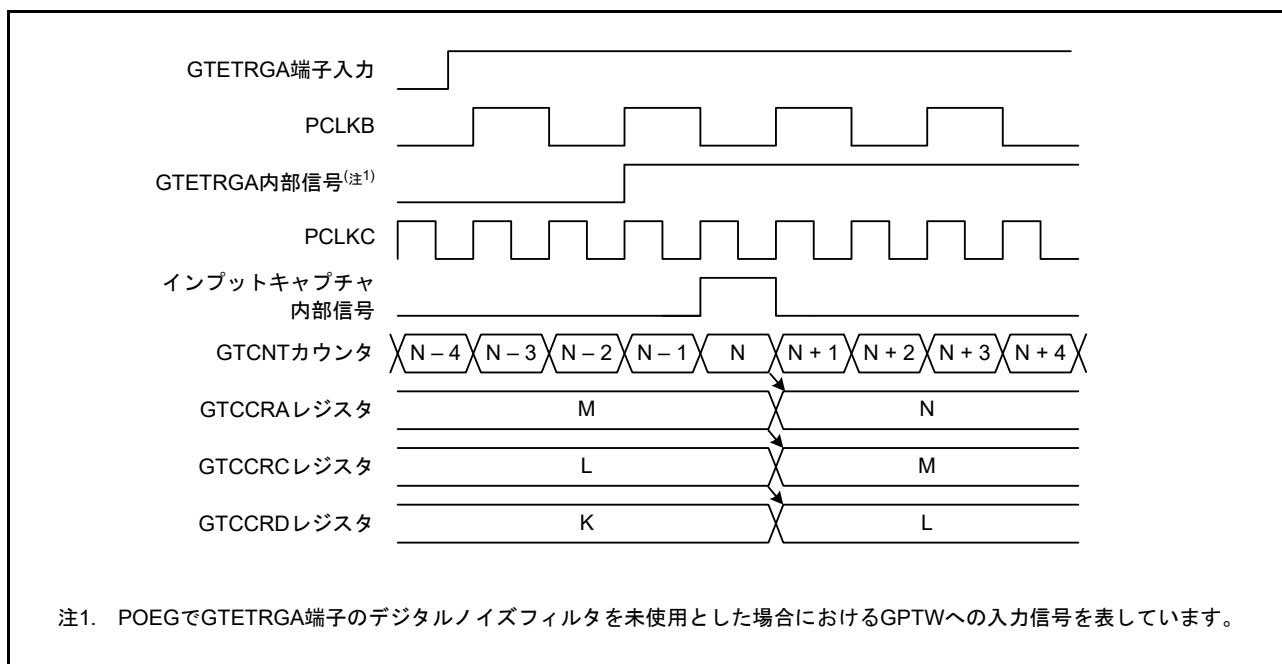 GTETRGA端子入力
PCLKB
GTETRGA内部信号(注1)
PCLKC
インプットキャプチャ
内部信号
GTCNTカウンタ N – 4 N – 3 N – 2 N – 1 N N + 1 N + 2 N + 3 N + 4
GTCCRAレジスタ M N
GTCCRCレジスタ L M
GTCCRDレジスタ K L
注1. POEGでGTETRGA端子のデジタルノイズフィルタを未使用とした場合におけるGPTWへの入力信号を表しています。